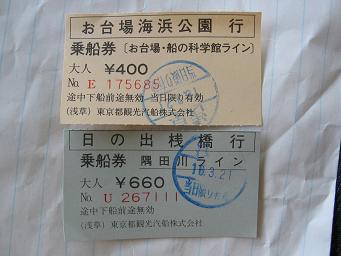 お台場海浜公園 行
乗船券〔お台場・船の科学館ライン〕
大人 ¥400
No. E 175685
途中下船前途無効 当日限り有効
(浅草) 東京都観光汽船株式会社
日の出桟橋行
乗船券 隅田川ライン
大人 ¥660
No. U 267111
途中下船前途無効
(浅草) 東京都観光汽船株式会社
16.3.21